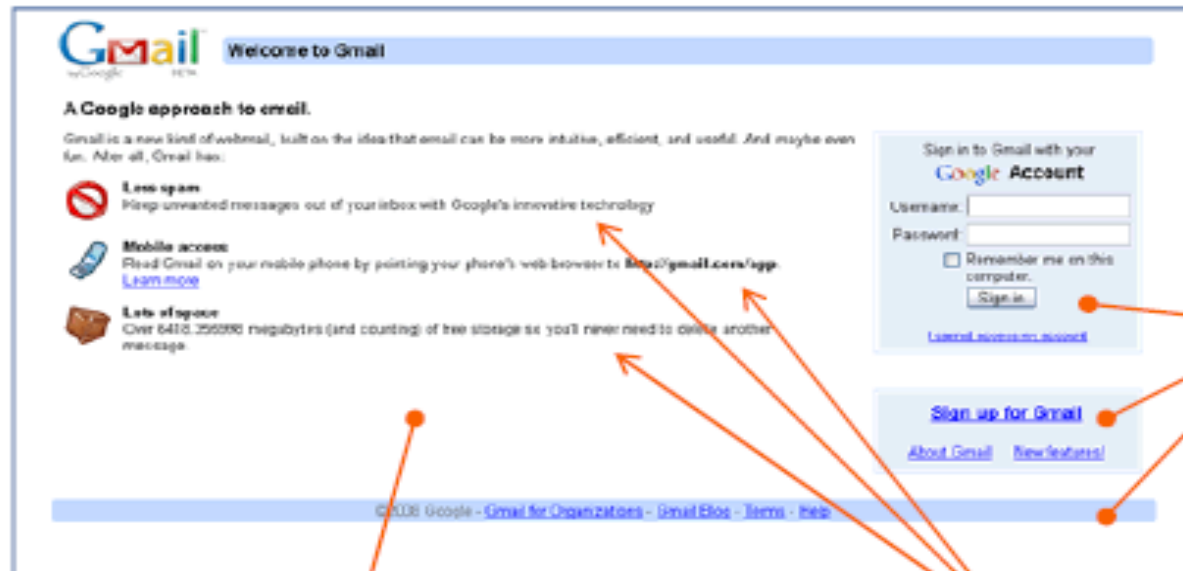 Gmail
by Google BETA
Welcome to Gmail
A Google approach to email.
Gmail is a new kind of webmail, built on the idea that email can be more intuitive, efficient, and useful. And maybe even
fun. After all, Gmail has:
Less spam
Keep unwanted messages out of your inbox with Google's innovative technology
Mobile access
Read Gmail on your mobile phone by pointing your phone's web browser to http://gmail.com/app.
Learn more
Lots of space
Over megabytes (and counting) of free storage so you'll never need to delete another
message.
Sign in to Gmail with your
Google Account
Username:
Password:
Remember me on this
computer.
Sign in
I cannot access my account
Sign up for Gmail
About Gmail New features!
©2008 Google - Gmail for Organizations - Gmail Blog - Terms - Help